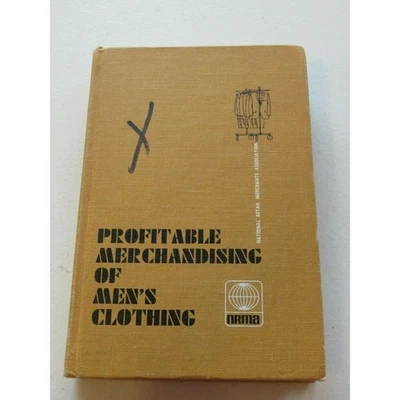 X
NATIONAL RETAIL MERCHANTS ASSOCIATION
PROFITABLE
MERCHANDISING
OF
MEN'S
CLOTHING
nrma